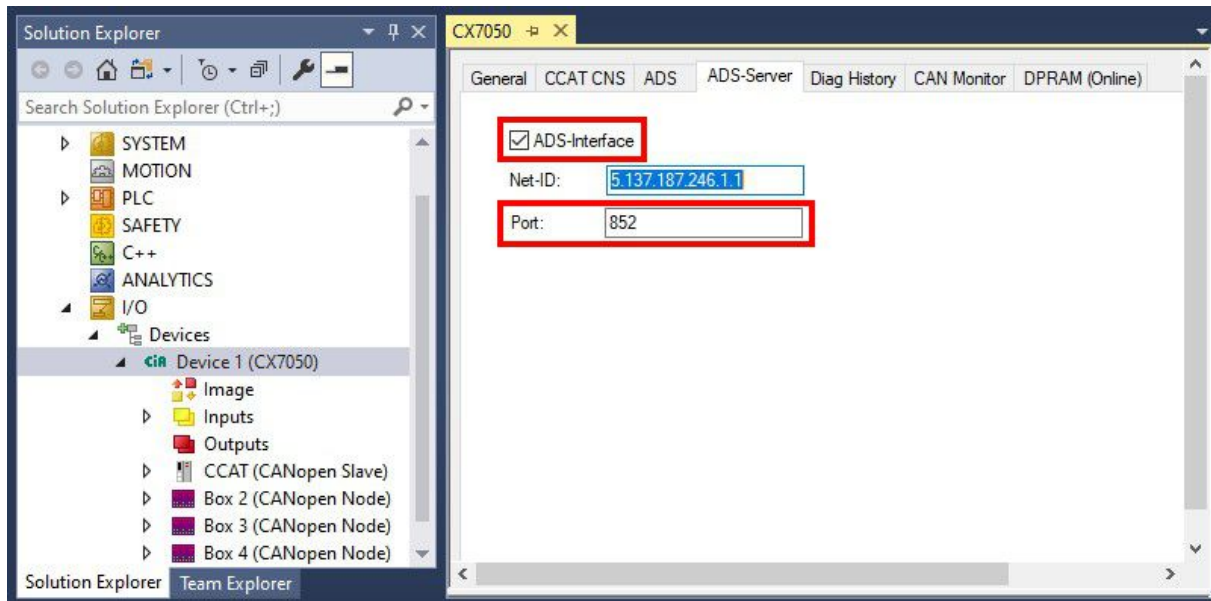 Solution Explorer
Search Solution Explorer (Ctrl+;)
SYSTEM
MOTION
PLC
SAFETY
C++
ANALYTICS
I/O
Devices
CiA Device 1 (CX7050)
Image
Inputs
Outputs
CCAT (CANopen Slave)
Box 2 (CANopen Node)
Box 3 (CANopen Node)
Box 4 (CANopen Node)
Solution Explorer Team Explorer
CX7050
General CCAT CNS ADS ADS-Server Diag History CAN Monitor DPRAM (Online)
ADS-Interface
Net-ID: 5.137.187.246.1.1
Port: 852